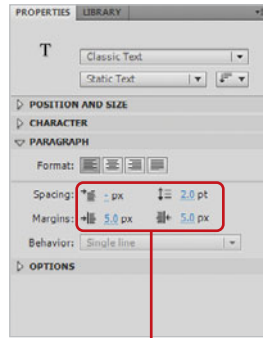 PROPERTIES LIBRARY
T Classic Text
Static Text
POSITION AND SIZE
CHARACTER
PARAGRAPH
Format:
Spacing: - px 2.0 pt
Margins: 5.0 px 5.0 px
Behavior: Single line
OPTIONS